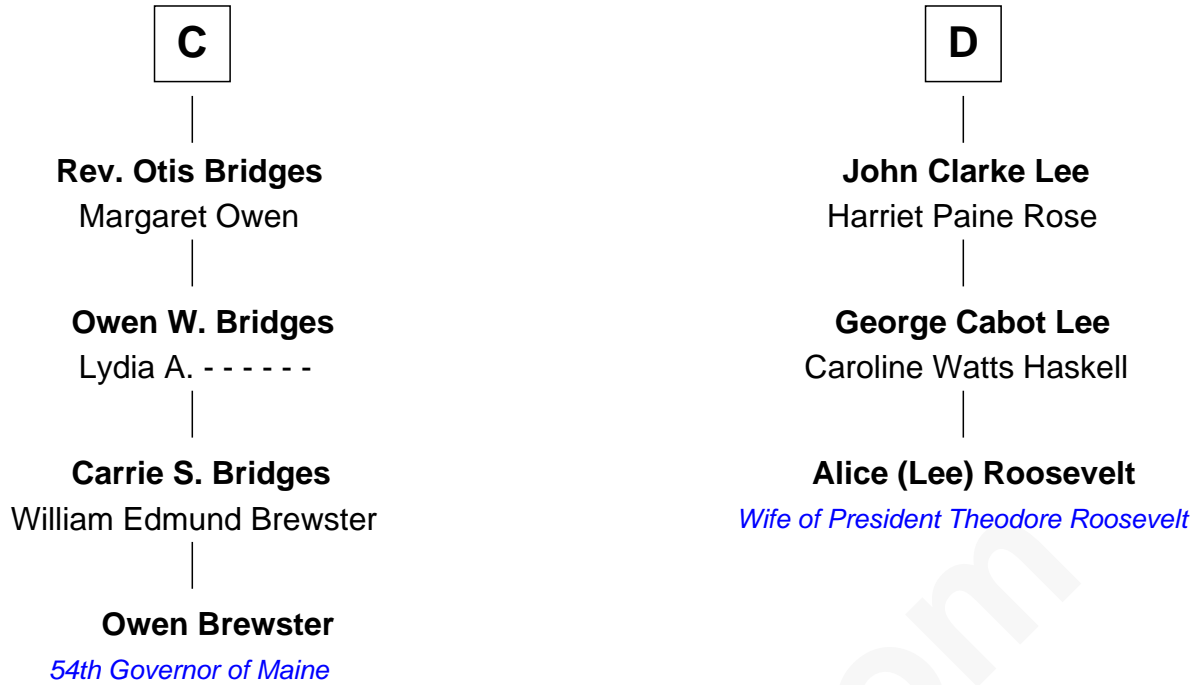 C
Rev. Otis Bridges
Margaret Owen
Owen W. Bridges
Lydia A. - - - - - -
Carrie S. Bridges
William Edmund Brewster
Owen Brewster
54th Governor of Maine
D
John Clarke Lee
Harriet Paine Rose
George Cabot Lee
Caroline Watts Haskell
Alice (Lee) Roosevelt
Wife of President Theodore Roosevelt
om